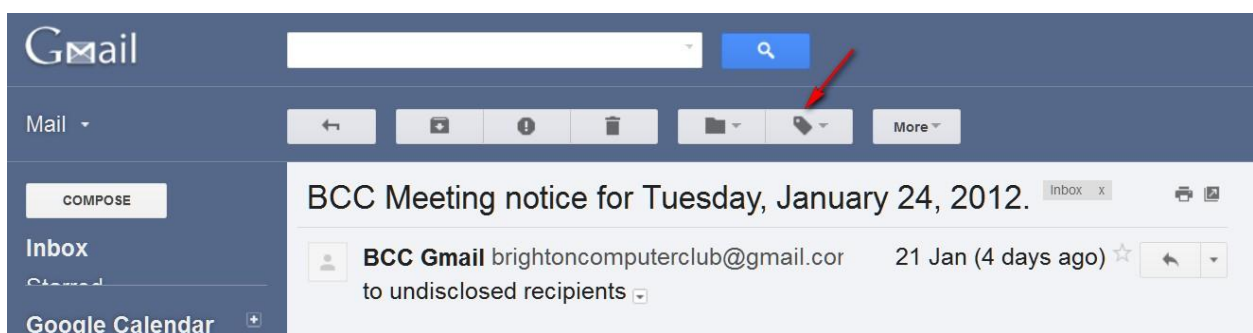 Gmail
Mail
More
COMPOSE
BCC Meeting notice for Tuesday, January 24, 2012. Inbox x
Inbox
BCC Gmail brightoncomputerclub@gmail.cor 21 Jan (4 days ago)
Starred
to undisclosed recipients
Google Calendar